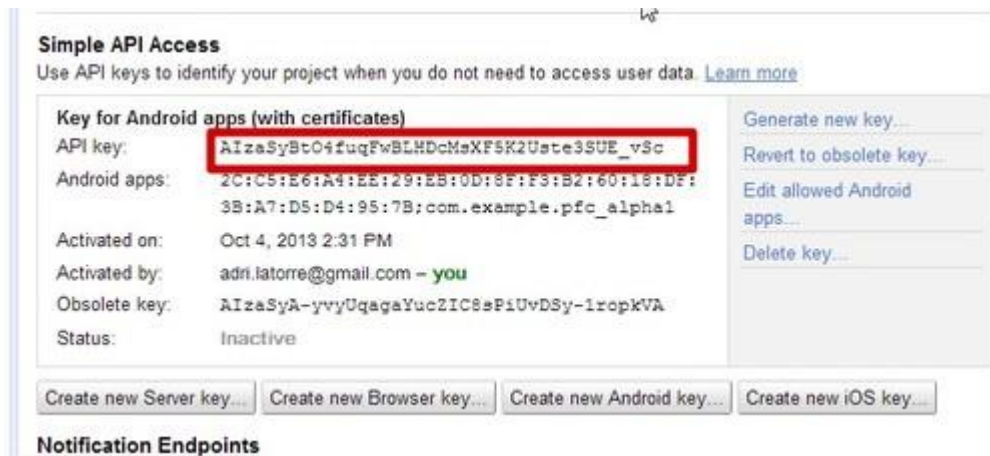 Simple API Access
Use API keys to identify your project when you do not need to access user data. Learn more
Key for Android apps (with certificates)
API key: AIzaSyBtO4fuqFwBLHDcMsXF5K2Uste3SUE_vSc
Android apps: 2C:C5:E6:A4:EE:29:EB:0D:8F:F3:B2:60:18:DF:
3B:A7:D5:D4:95:7B;com.example.pfc_alpha1
Activated on: Oct 4, 2013 2:31 PM
Activated by: adri.latorre@gmail.com – you
Obsolete key: AIzaSyA-yvyUqagaYucZIC8sPiUvDSy-1ropkVA
Status: Inactive
Generate new key...
Revert to obsolete key...
Edit allowed Android
apps...
Delete key...
Create new Server key... Create new Browser key... Create new Android key... Create new iOS key...
Notification Endpoints